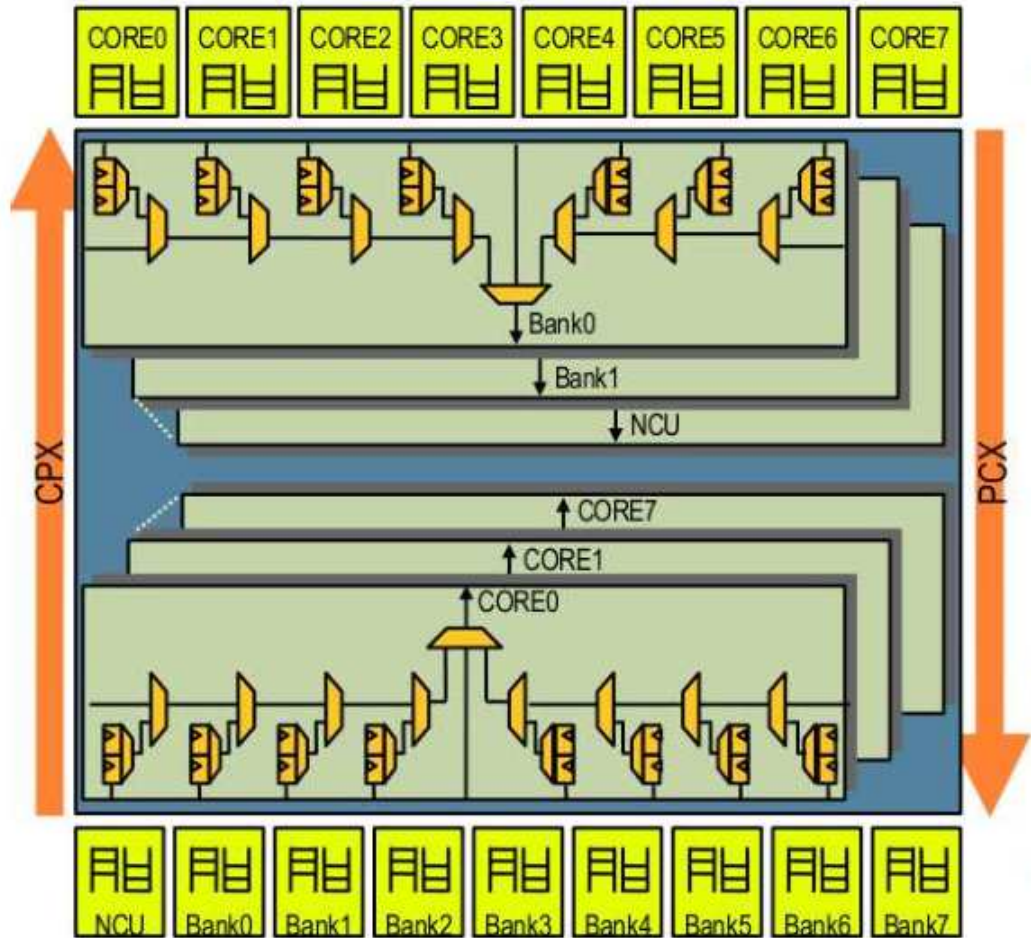 CORE0 CORE1 CORE2 CORE3 CORE4 CORE5 CORE6 CORE7
Bank0
Bank1
NCU
CPX
PCX
CORE7
CORE1
CORE0
NCU Bank0 Bank1 Bank2 Bank3 Bank4 Bank5 Bank6 Bank7